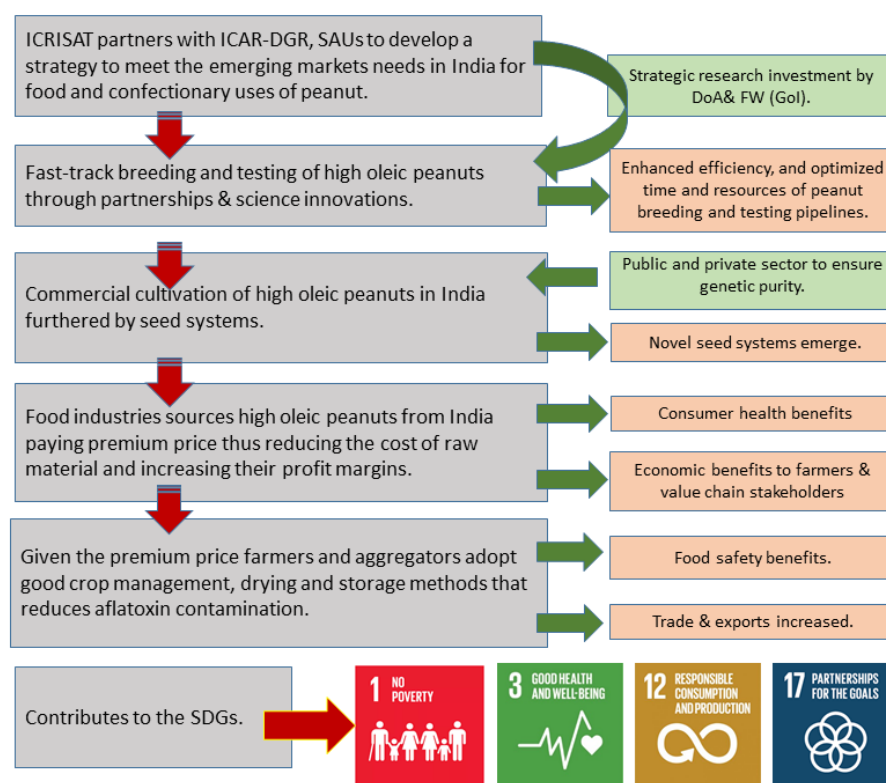 ICRISAT partners with ICAR-DGR, SAUs to develop a
strategy to meet the emerging markets needs in India for
food and confectionary uses of peanut.
Strategic research investment by
DoA& FW (GoI).
Fast-track breeding and testing of high oleic peanuts
through partnerships & science innovations.
Enhanced efficiency, and optimized
time and resources of peanut
breeding and testing pipelines.
Commercial cultivation of high oleic peanuts in India
furthered by seed systems.
Public and private sector to ensure
genetic purity.
Novel seed systems emerge.
Food industries sources high oleic peanuts from India
paying premium price thus reducing the cost of raw
material and increasing their profit margins.
Consumer health benefits
Economic benefits to farmers &
value chain stakeholders
Given the premium price farmers and aggregators adopt
good crop management, drying and storage methods that
reduces aflatoxin contamination.
Food safety benefits.
Trade & exports increased.
Contributes to the SDGs.
1 NO
POVERTY
3 GOOD HEALTH
AND WELL-BEING
12 RESPONSIBLE
CONSUMPTION
AND PRODUCTION
17 PARTNERSHIPS
FOR THE GOALS